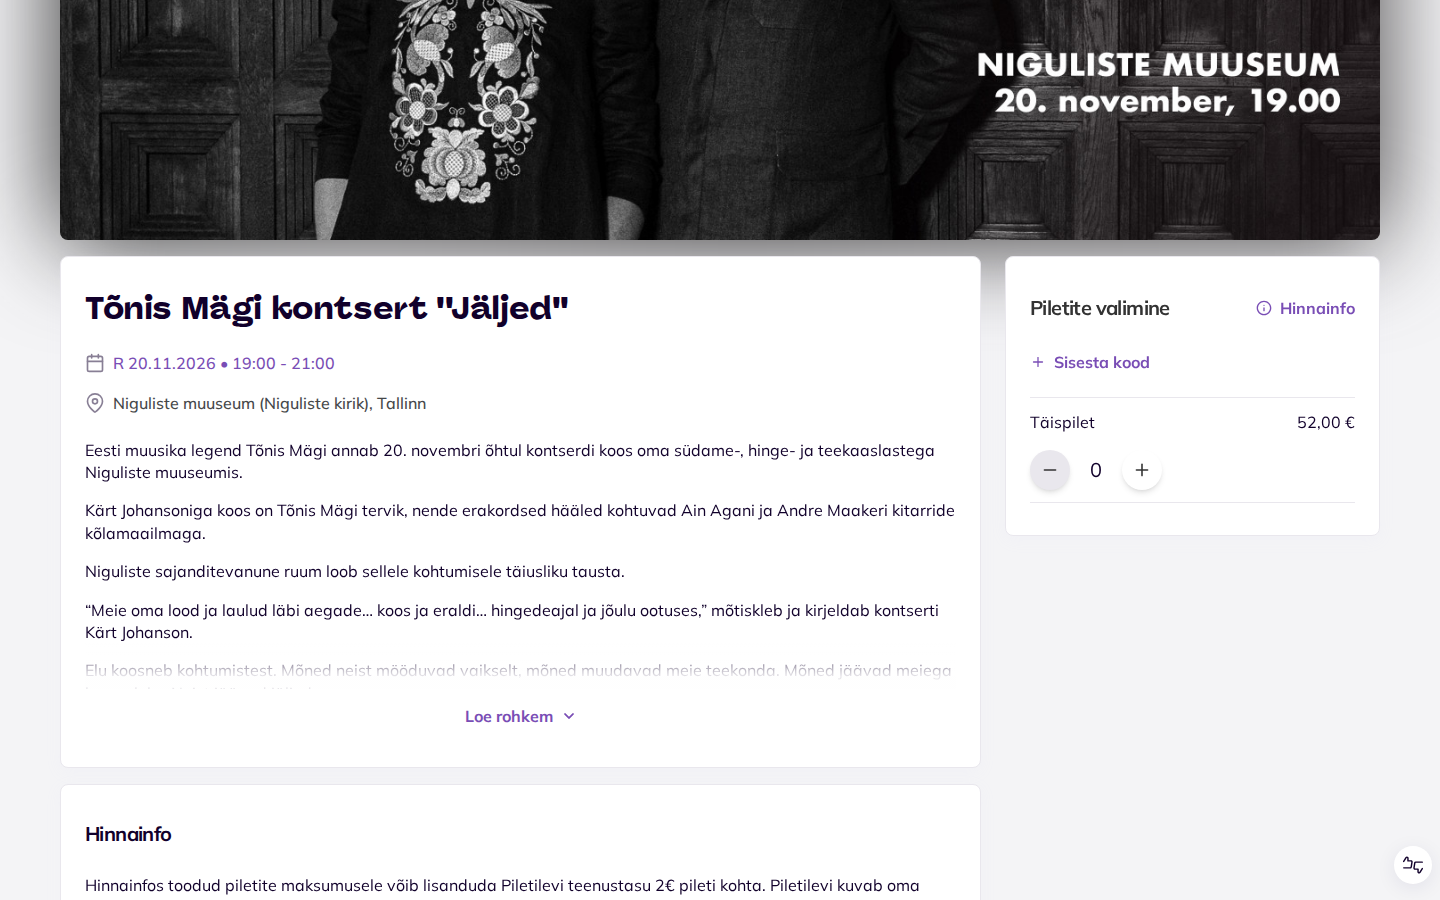 NIGULISTE MUUSEUM
20. november, 19.00
Tõnis Mägi kontsert "Jäljed"
R 20.11.2026 • 19:00 - 21:00
Niguliste muuseum (Niguliste kirik), Tallinn
Eesti muusika legend Tõnis Mägi annab 20. novembri õhtul kontserdi koos oma südame-, hinge- ja teekaaslastega
Niguliste muuseumis.
Kärt Johansoniga koos on Tõnis Mägi tervik, nende erakordsed hääled kohtuvad Ain Agani ja Andre Maakeri kitarride
kõlamaailmaga.
Niguliste sajanditevanune ruum loob sellele kohtumisele täiusliku tausta.
“Meie oma lood ja laulud läbi aegade... koos ja eraldi... hingedeajal ja jõulu ootuses,” mõtiskleb ja kirjeldab kontserti
Kärt Johanson.
Elu koosneb kohtumistest. Mõned neist mööduvad vaikselt, mõned muudavad meie teekonda. Mõned jäävad meiega
Loe rohkem
Hinnainfo
Hinnainfos toodud piletite maksumusele võib lisanduda Piletilevi teenustasu 2€ pileti kohta. Piletilevi kuvab oma
Piletite valimine
Hinnainfo
+ Sisesta kood
Täispilet 52,00 €
− 0 +